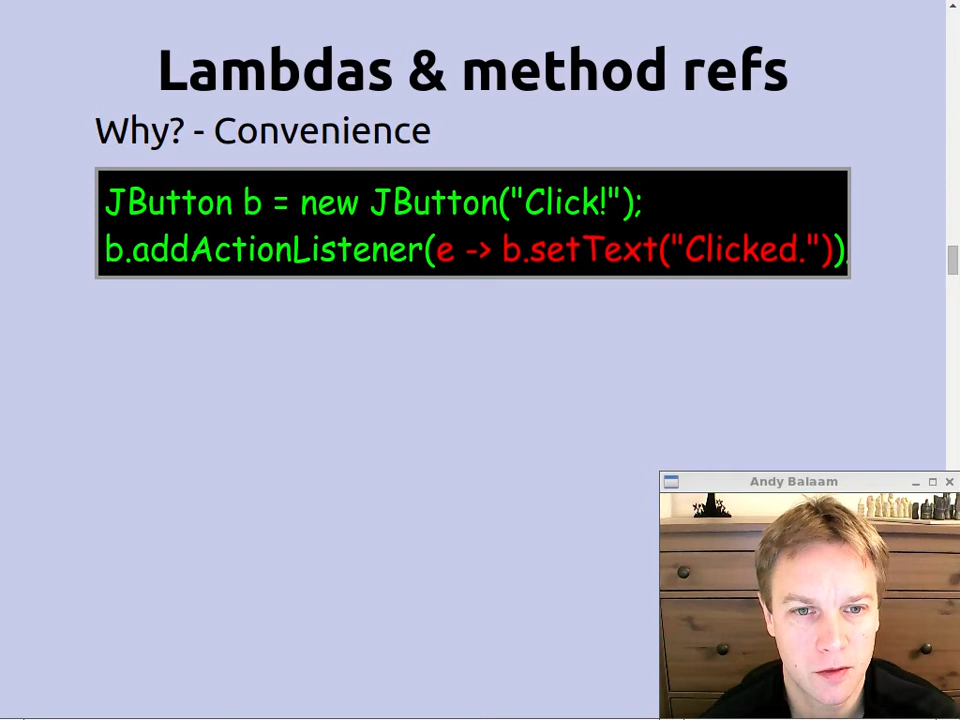 Lambdas & method refs
Why? - Convenience
JButton b = new JButton("Click!");
b.addActionListener(e -> b.setText("Clicked."));
Andy Balaam